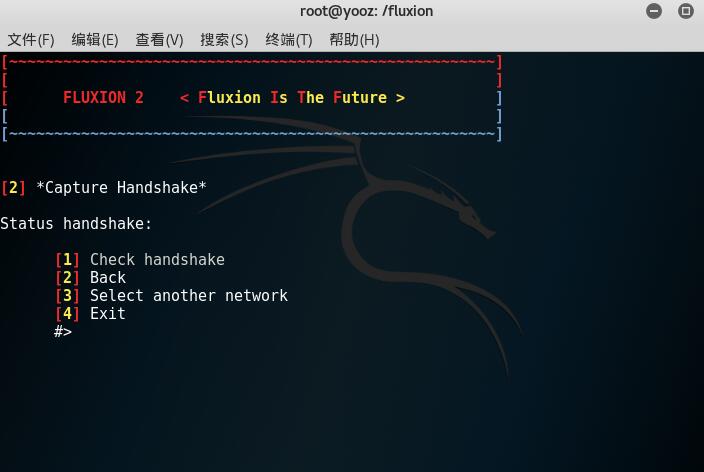 root@yooz: /fluxion
文件(F) 编辑(E) 查看(V) 搜索(S) 终端(T) 帮助(H)
[~~~~~~~~~~~~~~~~~~~~~~~~~~~~~~~~~~~~~~~~~~~~~~~~~~~~~~]
[ ]
[ FLUXION 2 < Fluxion Is The Future > ]
[ ]
[~~~~~~~~~~~~~~~~~~~~~~~~~~~~~~~~~~~~~~~~~~~~~~~~~~~~~~]
[2] *Capture Handshake*
Status handshake:
[1] Check handshake
[2] Back
[3] Select another network
[4] Exit
#>